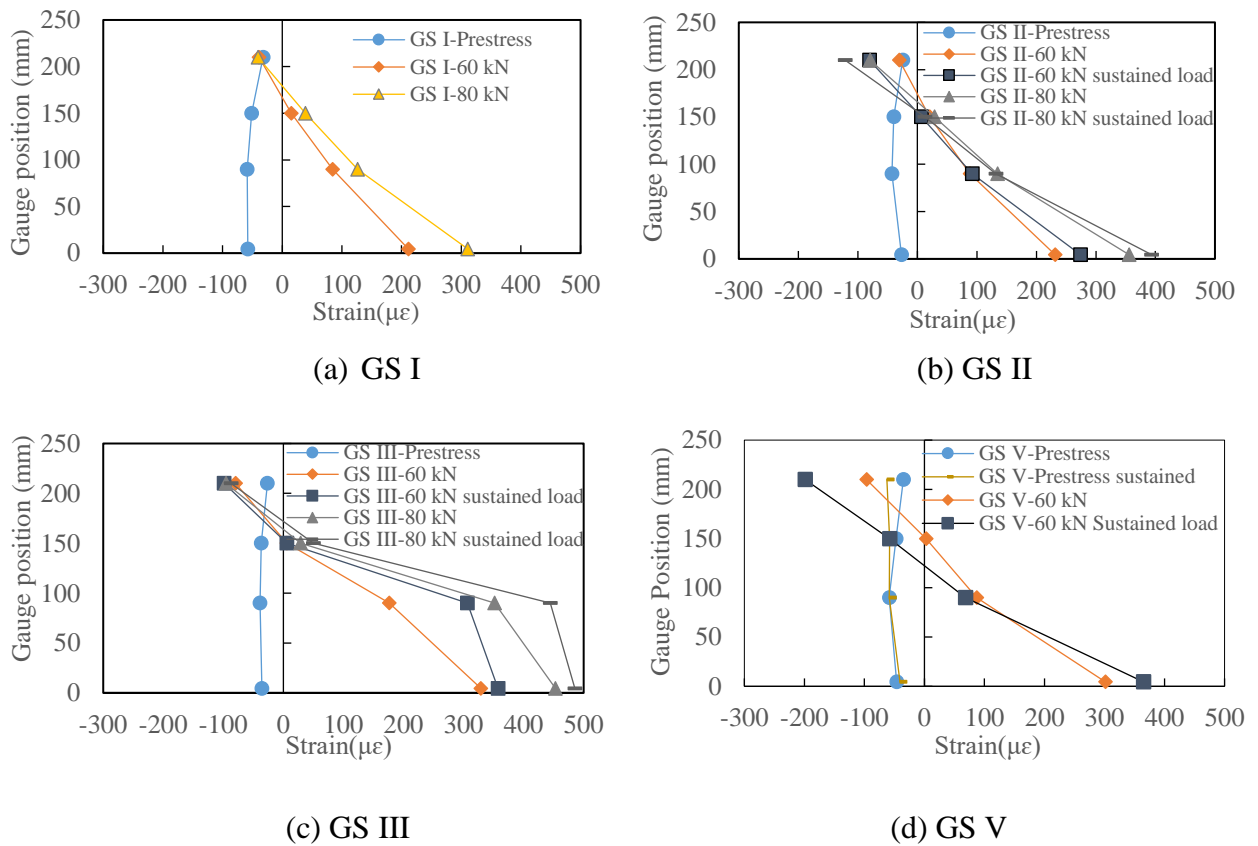 Gauge position (mm)
250
200
150
100
50
0
-300 -200 -100 0 100 200 300 400 500
Strain(με)
GS I-Prestress
GS I-60 kN
GS I-80 kN
(a) GS I
Gauge position (mm)
250
200
150
100
50
0
-300 -200 -100 0 100 200 300 400 500
Strain(με)
GS II-Prestress
GS II-60 kN
GS II-60 kN sustained load
GS II-80 kN
GS II-80 kN sustained load
(b) GS II
Gauge position (mm)
250
200
150
100
50
0
-300 -200 -100 0 100 200 300 400 500
Strain(με)
GS III-Prestress
GS III-60 kN
GS III-60 kN sustained load
GS III-80 kN
GS III-80 kN sustained load
(c) GS III
Gauge Position (mm)
250
200
150
100
50
0
-300 -200 -100 0 100 200 300 400 500
Strain(με)
GS V-Prestress
GS V-Prestress sustained
GS V-60 kN
GS V-60 kN Sustained load
(d) GS V